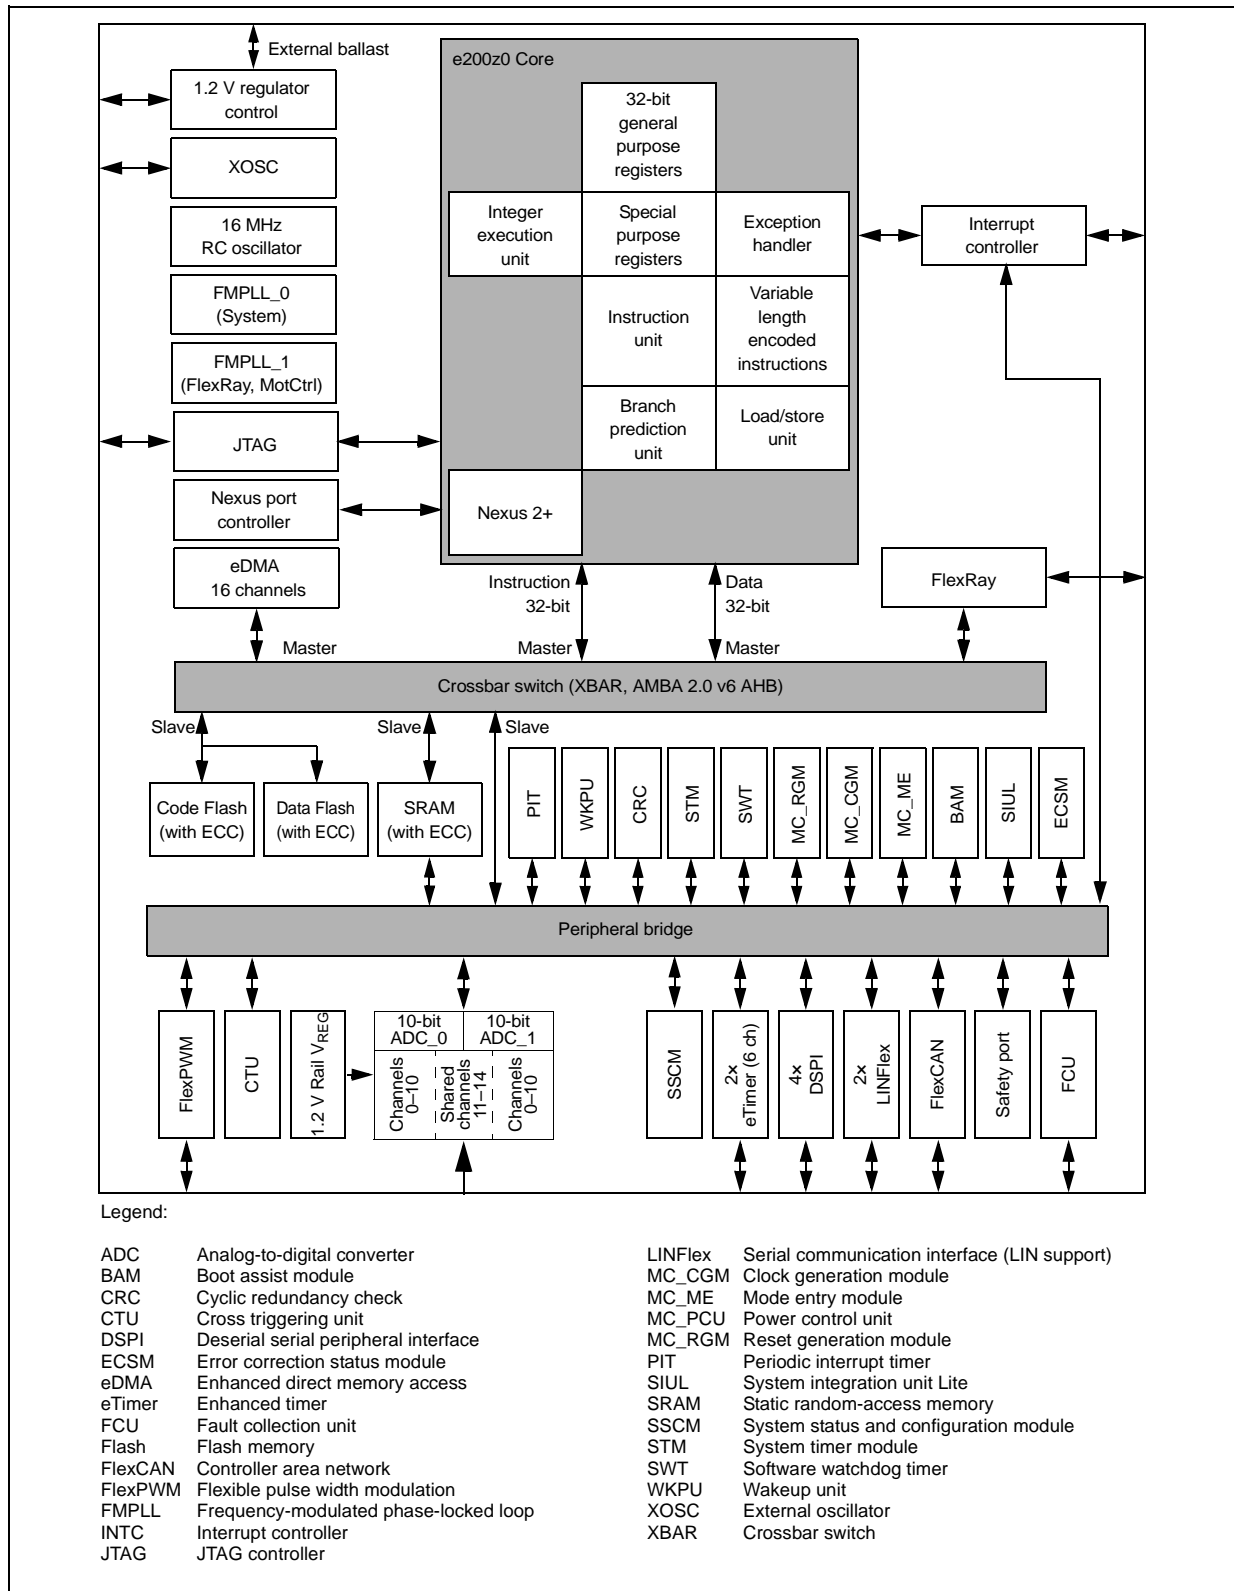 External ballast
1.2 V regulator
control
XOSC
16 MHz
RC oscillator
FMPLL_0
(System)
FMPLL_1
(FlexRay, MotCtrl)
JTAG
Nexus port
controller
eDMA
16 channels
e200z0 Core
32-bit
general
purpose
registers
Integer
execution
unit
Special
purpose
registers
Exception
handler
Instruction
unit
Variable
length
encoded
instructions
Branch
prediction
unit
Load/store
unit
Nexus 2+
Interrupt
controller
FlexRay
Instruction
32-bit
Data
32-bit
Master
Master
Master
Crossbar switch (XBAR, AMBA 2.0 v6 AHB)
Slave
Slave
Slave
Code Flash
(with ECC)
Data Flash
(with ECC)
SRAM
(with ECC)
PIT
WKPU
CRC
STM
SWT
MC_RGM
MC_CGM
MC_ME
BAM
SIUL
ECSM
Peripheral bridge
FlexPWM
CTU
1.2 V Rail VREG
10-bit
ADC_0
10-bit
ADC_1
Channels
0–10
Shared
channels
11–14
Channels
0–10
SSCM
2×
eTimer (6 ch)
4×
DSPI
2×
LINFlex
FlexCAN
Safety port
FCU
Legend:
ADC Analog-to-digital converter
BAM Boot assist module
CRC Cyclic redundancy check
CTU Cross triggering unit
DSPI Deserial serial peripheral interface
ECSM Error correction status module
eDMA Enhanced direct memory access
eTimer Enhanced timer
FCU Fault collection unit
Flash Flash memory
FlexCAN Controller area network
FlexPWM Flexible pulse width modulation
FMPLL Frequency-modulated phase-locked loop
INTC Interrupt controller
JTAG JTAG controller
LINFlex Serial communication interface (LIN support)
MC_CGM Clock generation module
MC_ME Mode entry module
MC_PCU Power control unit
MC_RGM Reset generation module
PIT Periodic interrupt timer
SIUL System integration unit Lite
SRAM Static random-access memory
SSCM System status and configuration module
STM System timer module
SWT Software watchdog timer
WKPU Wakeup unit
XOSC External oscillator
XBAR Crossbar switch